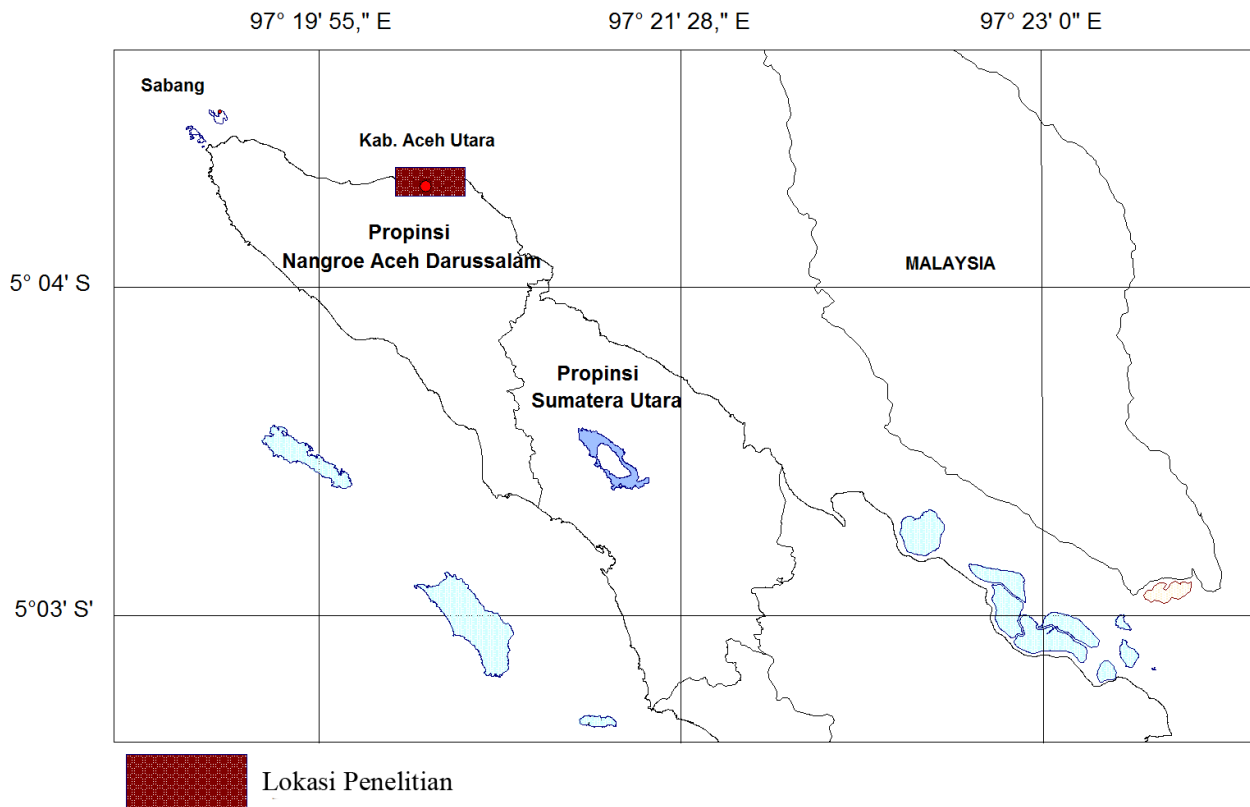 97° 19' 55," E
97° 21' 28," E
97° 23' 0" E
Sabang
Kab. Aceh Utara
Propinsi
Nangroe Aceh Darussalam
MALAYSIA
5° 04' S
Propinsi
Sumatera Utara
5° 03' S'
Lokasi Penelitian